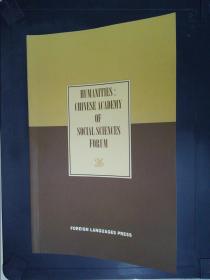 HUMANITIES:
CHINESE ACADEMY
OF
SOCIAL SCIENCES
FORUM
FOREIGN LANGUAGES PRESS